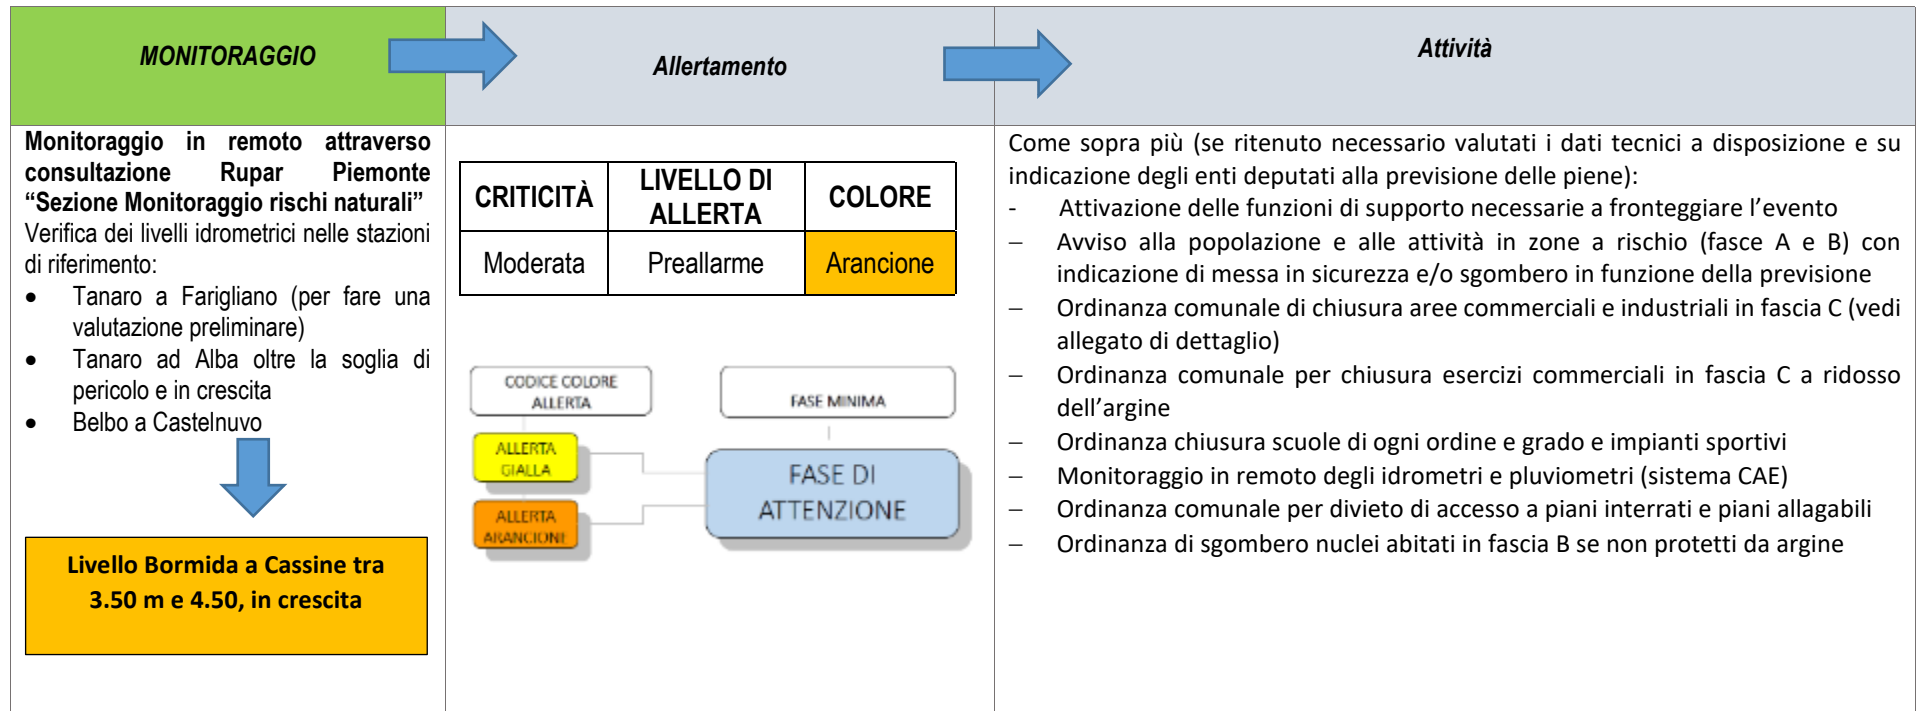 MONITORAGGIO
Allertamento
Attività
Monitoraggio in remoto attraverso
consultazione Rupar Piemonte
“Sezione Monitoraggio rischi naturali”
Verifica dei livelli idrometrici nelle stazioni
di riferimento:
• Tanaro a Farigliano (per fare una
valutazione preliminare)
• Tanaro ad Alba oltre la soglia di
pericolo e in crescita
• Belbo a Castelnuvo
Livello Bormida a Cassine tra
3.50 m e 4.50, in crescita
CRITICITÀ
LIVELLO DI
ALLERTA
COLORE
Moderata
Preallarme
Arancione
CODICE COLORE
ALLERTA
FASE MINIMA
ALLERTA
GIALLA
ALLERTA
ARANCIONE
FASE DI
ATTENZIONE
Come sopra più (se ritenuto necessario valutati i dati tecnici a disposizione e su
indicazione degli enti deputati alla previsione delle piene):
- Attivazione delle funzioni di supporto necessarie a fronteggiare l’evento
− Avviso alla popolazione e alle attività in zone a rischio (fasce A e B) con
indicazione di messa in sicurezza e/o sgombero in funzione della previsione
− Ordinanza comunale di chiusura aree commerciali e industriali in fascia C (vedi
allegato di dettaglio)
− Ordinanza comunale per chiusura esercizi commerciali in fascia C a ridosso
dell’argine
− Ordinanza chiusura scuole di ogni ordine e grado e impianti sportivi
− Monitoraggio in remoto degli idrometri e pluviometri (sistema CAE)
− Ordinanza comunale per divieto di accesso a piani interrati e piani allagabili
− Ordinanza di sgombero nuclei abitati in fascia B se non protetti da argine